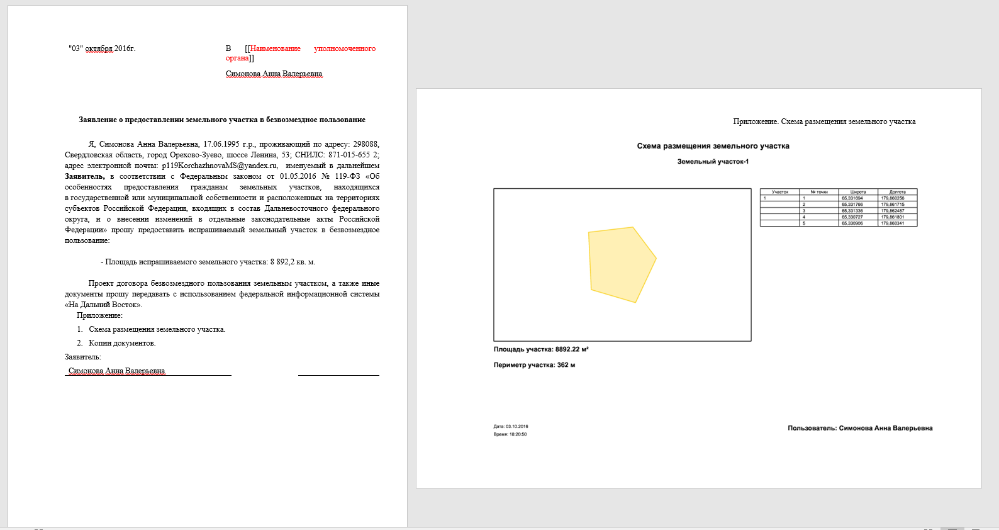 "03" октября 2016г.
В [[Наименование уполномоченного
органа]]
Симонова Анна Валерьевна
Заявление о предоставлении земельного участка в безвозмездное пользование
Я, Симонова Анна Валерьевна, 17.06.1995 г.р., проживающий по адресу: 298088,
Свердловская область, город Орехово-Зуево, шоссе Ленина, 53; СНИЛС: 871-015-655 2;
адрес электронной почты: p119KorchazhnovaMS@yandex.ru, именуемый в дальнейшем
Заявитель, в соответствии с Федеральным законом от 01.05.2016 № 119-ФЗ «Об
особенностях предоставления гражданам земельных участков, находящихся
в государственной или муниципальной собственности и расположенных на территориях
субъектов Российской Федерации, входящих в состав Дальневосточного федерального
округа, и о внесении изменений в отдельные законодательные акты Российской
Федерации» прошу предоставить испрашиваемый земельный участок в безвозмездное
пользование:
- Площадь испрашиваемого земельного участка: 8 892,2 кв. м.
Проект договора безвозмездного пользования земельным участком, а также иные
документы прошу передавать с использованием федеральной информационной системы
«На Дальний Восток».
Приложение:
1. Схема размещения земельного участка.
2. Копии документов.
Заявитель:
Симонова Анна Валерьевна
Приложение. Схема размещения земельного участка
Схема размещения земельного участка
Земельный участок-1
Участок № точки Широта Долгота
1 1 65,331694 179,860256
2 65,331766 179,861715
3 65,331336 179,862487
4 65,330727 179,861801
5 65,330906 179,860341
Площадь участка: 8892.22 м²
Периметр участка: 362 м
Дата: 03.10.2016
Время: 18:20:50
Пользователь: Симонова Анна Валерьевна